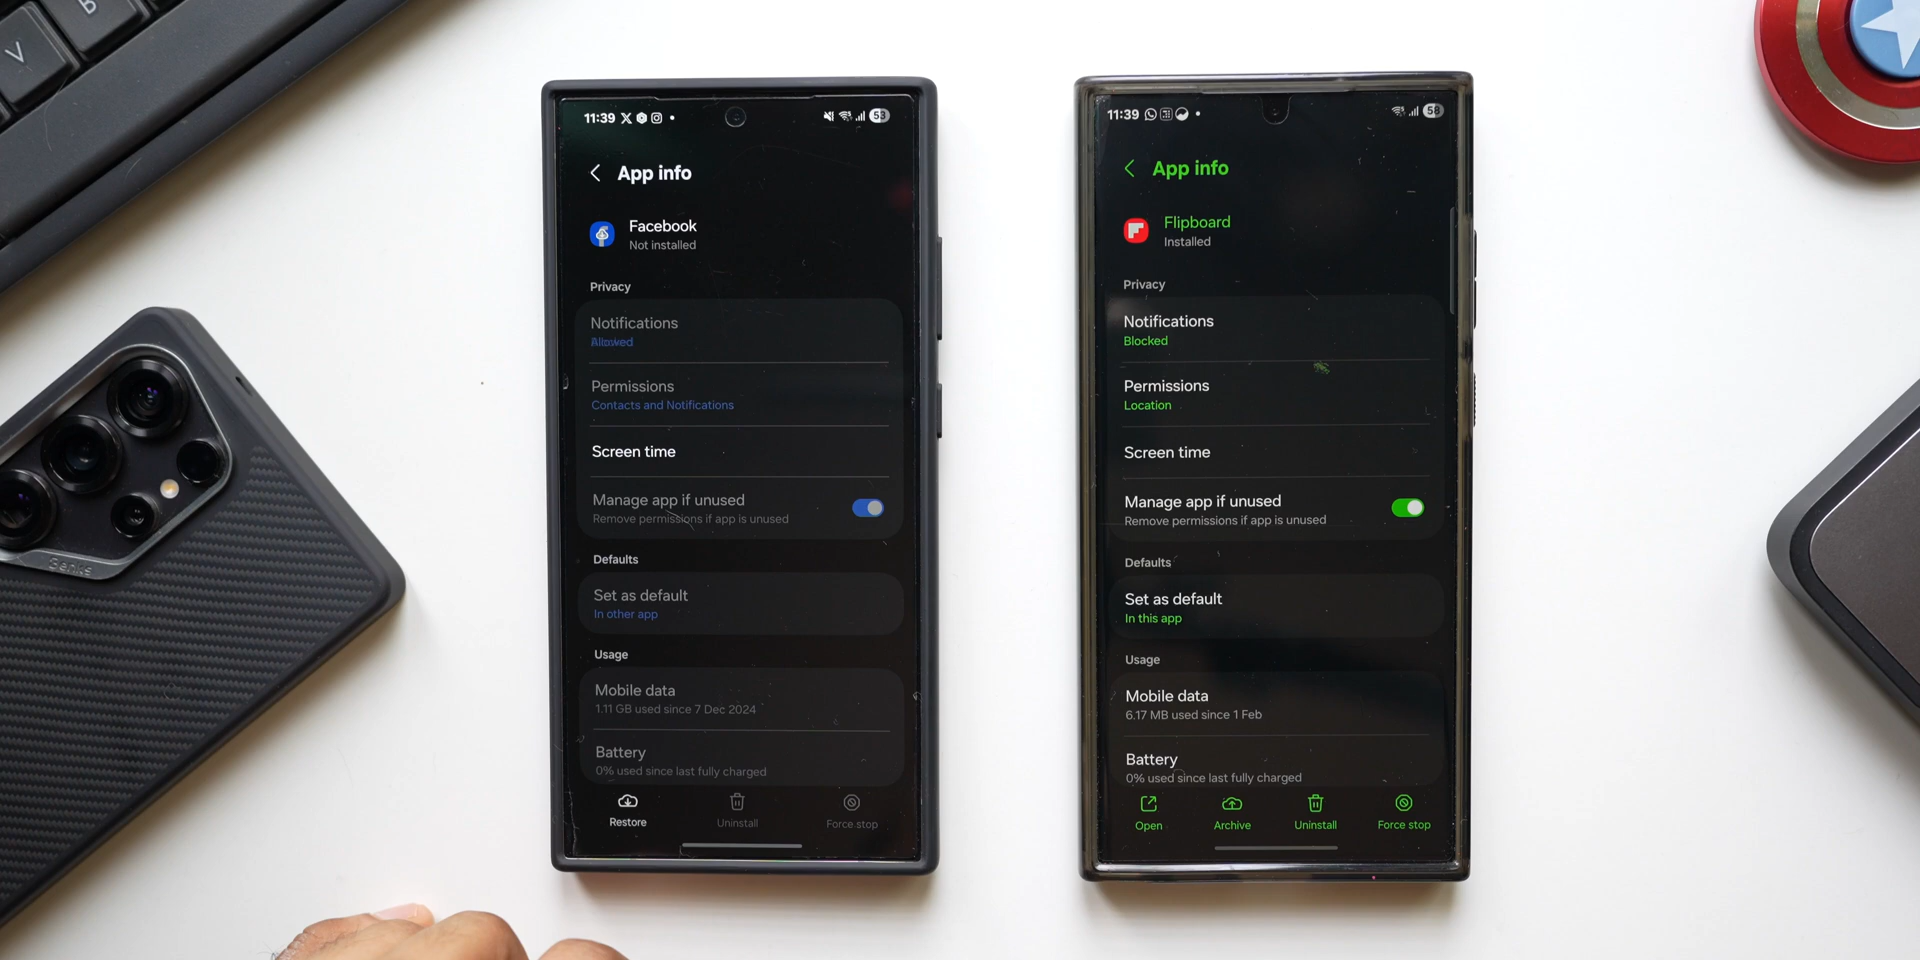 V
B
11:39
53
App info
Facebook
Not installed
Privacy
Notifications
Allowed
Permissions
Contacts and Notifications
Screen time
Manage app if unused
Remove permissions if app is unused
Defaults
Set as default
In other app
Usage
Mobile data
1.11 GB used since 7 Dec 2024
Battery
0% used since last fully charged
Restore
Uninstall
Force stop
11:39
58
App info
Flipboard
Installed
Privacy
Notifications
Blocked
Permissions
Location
Screen time
Manage app if unused
Remove permissions if app is unused
Defaults
Set as default
In this app
Usage
Mobile data
6.17 MB used since 1 Feb
Battery
0% used since last fully charged
Open
Archive
Uninstall
Force stop